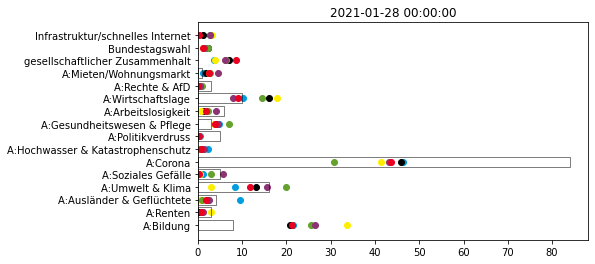 2021-01-28 00:00:00
Infrastruktur/schnelles Internet
Bundestagswahl
gesellschaftlicher Zusammenhalt
A:Mieten/Wohnungsmarkt
A:Rechte & AfD
A:Wirtschaftslage
A:Arbeitslosigkeit
A:Gesundheitswesen & Pflege
A:Politikverdruss
A:Hochwasser & Katastrophenschutz
A:Corona
A:Soziales Gefälle
A:Umwelt & Klima
A:Ausländer & Geflüchtete
A:Renten
A:Bildung
0 10 20 30 40 50 60 70 80